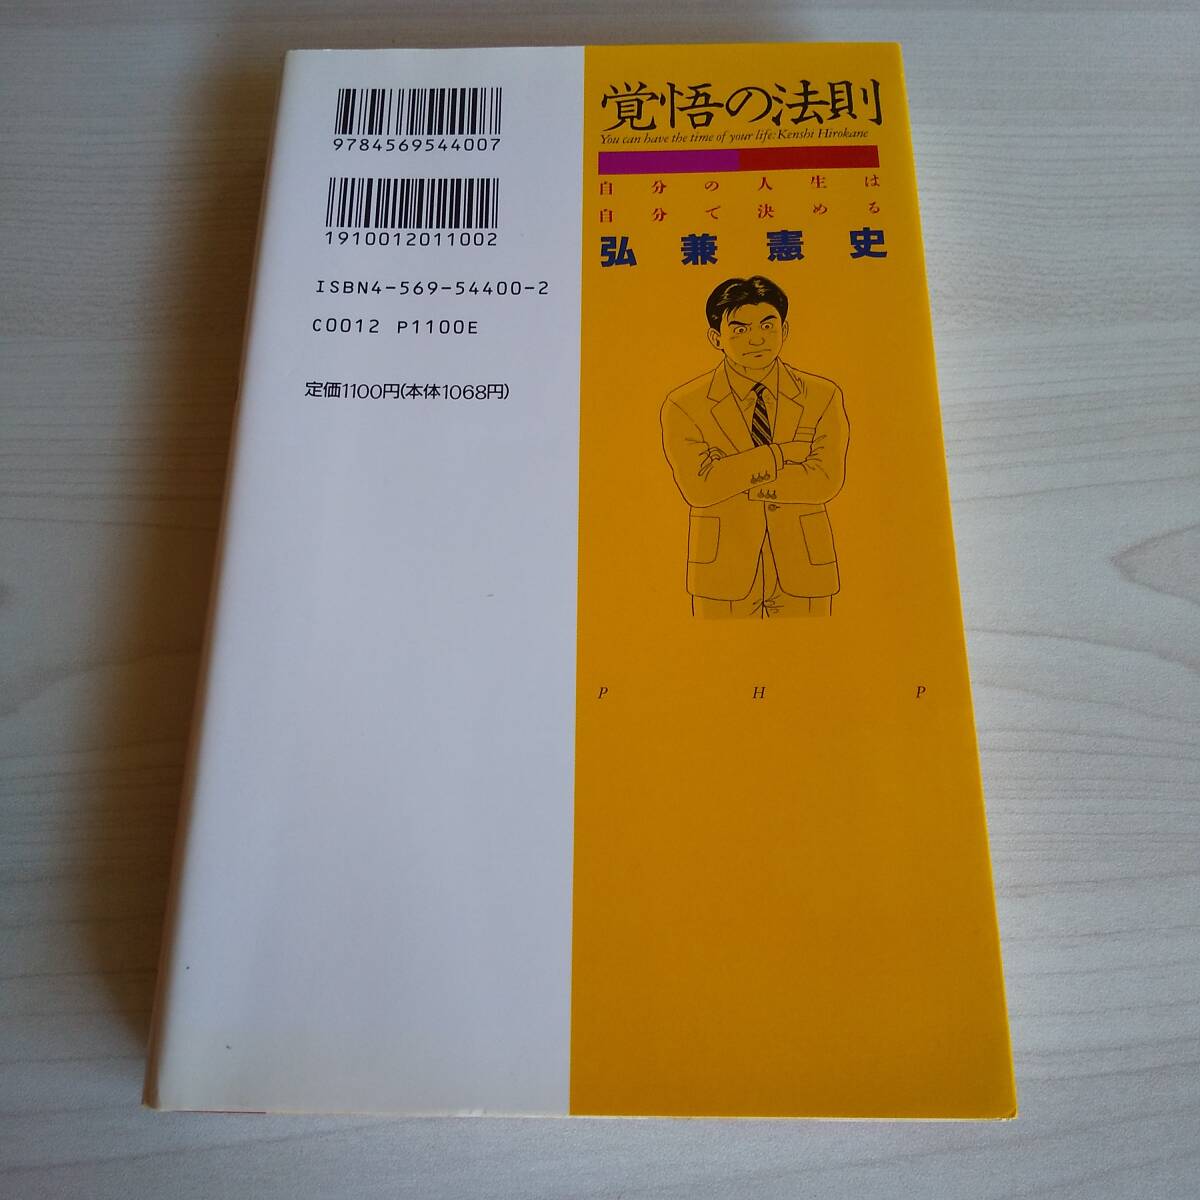 9784569544007
1910012011002
ISBN4-569-54400-2
C0012 P1100E
定価1100円(本体1068円)
覚悟の法則
You can have the time of your life: Kenshi Hirokane
自分の人生は
自分で決める
弘兼憲史
P H P